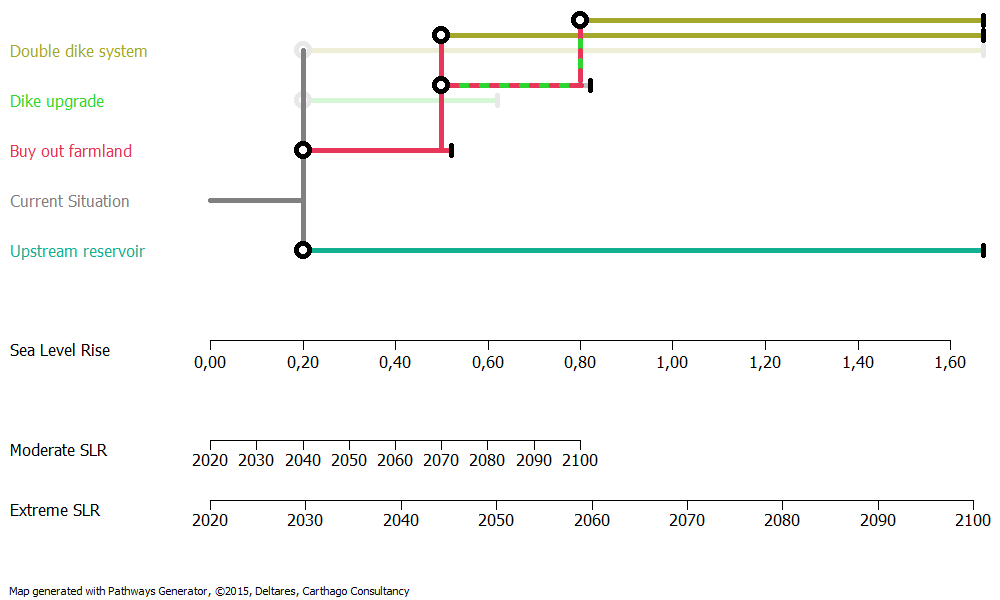 Double dike system
Dike upgrade
Buy out farmland
Current Situation
Upstream reservoir
Sea Level Rise
0,00 0,20 0,40 0,60 0,80 1,00 1,20 1,40 1,60
Moderate SLR
2020 2030 2040 2050 2060 2070 2080 2090 2100
Extreme SLR
2020 2030 2040 2050 2060 2070 2080 2090 2100
Map generated with Pathways Generator, ©2015, Deltares, Carthago Consultancy